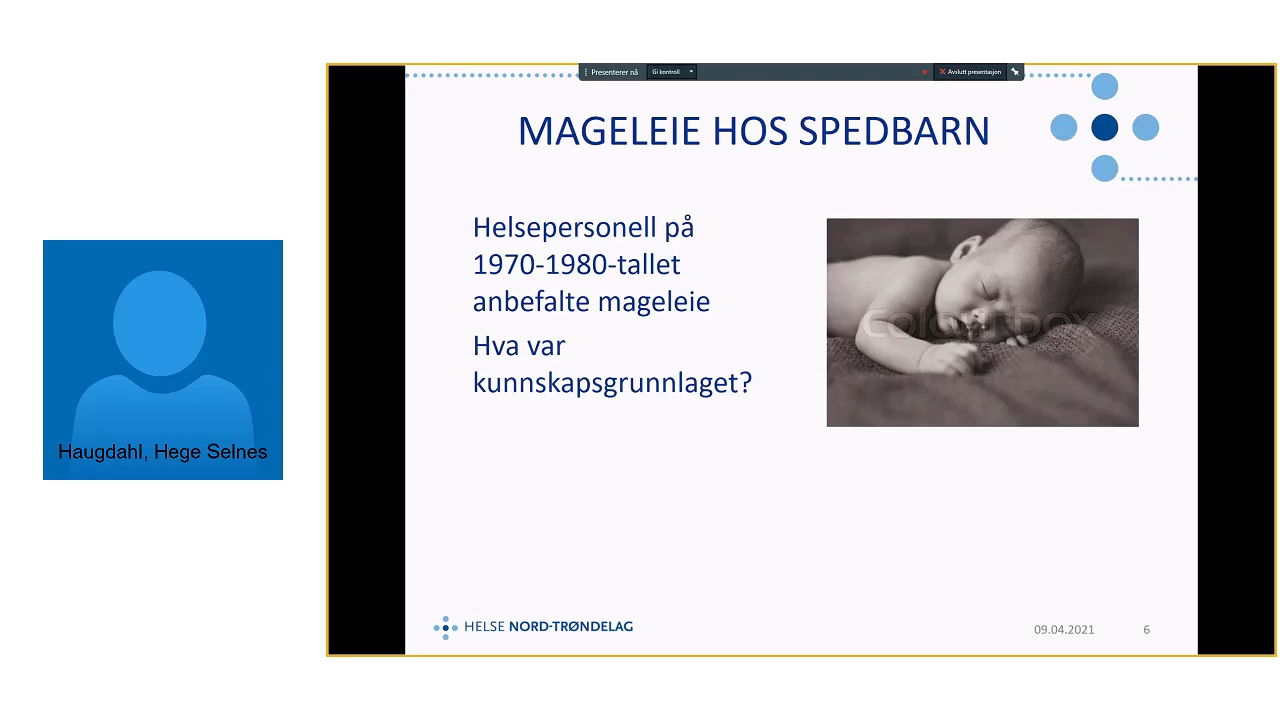 Presenterer nå
Gi kontroll
Avslutt presentasjon
MAGELEIE HOS SPEDBARN
Helsepersonell på
1970-1980-tallet
anbefalte mageleie
Hva var
kunnskapsgrunnlaget?
colourbox
Haugdahl, Hege Selnes
HELSE NORD-TRØNDELAG
09.04.2021
6